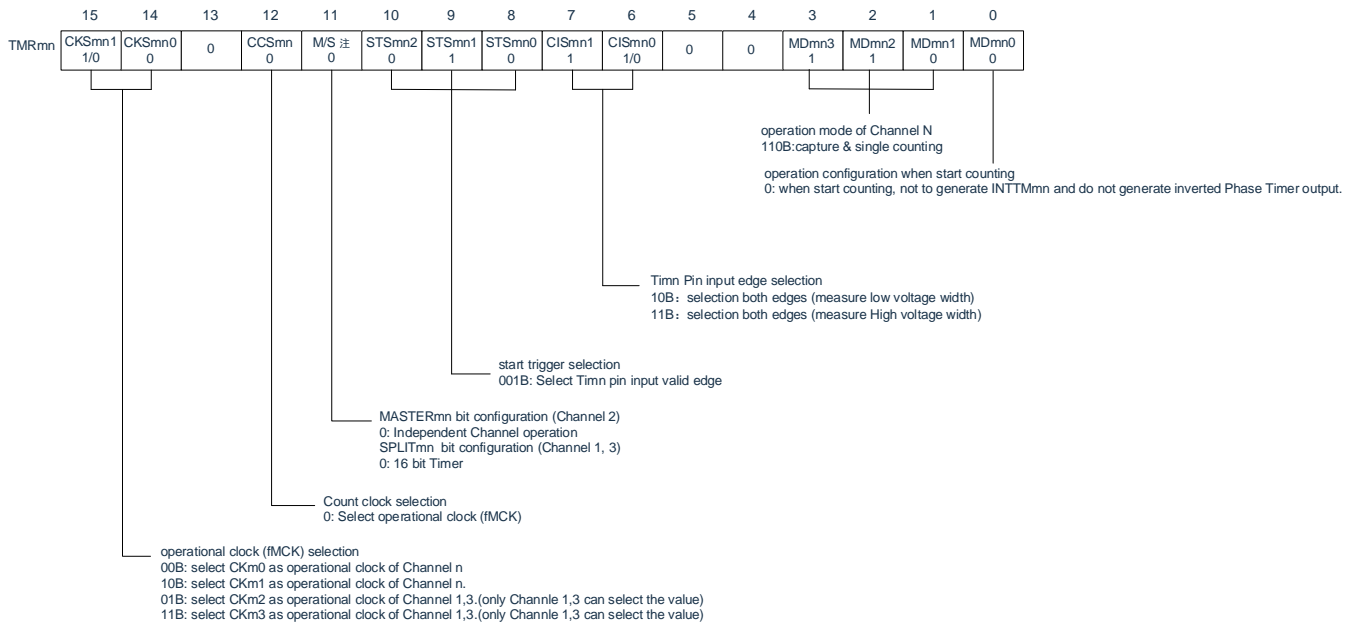 15 14 13 12 11 10 9 8 7 6 5 4 3 2 1 0
TMRmn CKSmn1 CKSmn0 0 CCSmn M/S 注 STSmn2 STSmn1 STSmn0 CISmn1 CISmn0 0 0 MDmn3 MDmn2 MDmn1 MDmn0
1/0 0 0 0 0 1 0 1 1/0 1 1 0 0
operation mode of Channel N
110B:capture & single counting
operation configuration when start counting
0: when start counting, not to generate INTTMmn and do not generate inverted Phase Timer output.
Timn Pin input edge selection
10B：selection both edges (measure low voltage width)
11B：selection both edges (measure High voltage width)
start trigger selection
001B: Select Timn pin input valid edge
MASTERmn bit configuration (Channel 2)
0: Independent Channel operation
SPLITmn bit configuration (Channel 1, 3)
0: 16 bit Timer
Count clock selection
0: Select operational clock (fMCK)
operational clock (fMCK) selection
00B: select CKm0 as operational clock of Channel n
10B: select CKm1 as operational clock of Channel n.
01B: select CKm2 as operational clock of Channel 1,3.(only Channle 1,3 can select the value)
11B: select CKm3 as operational clock of Channel 1,3.(only Channle 1,3 can select the value)